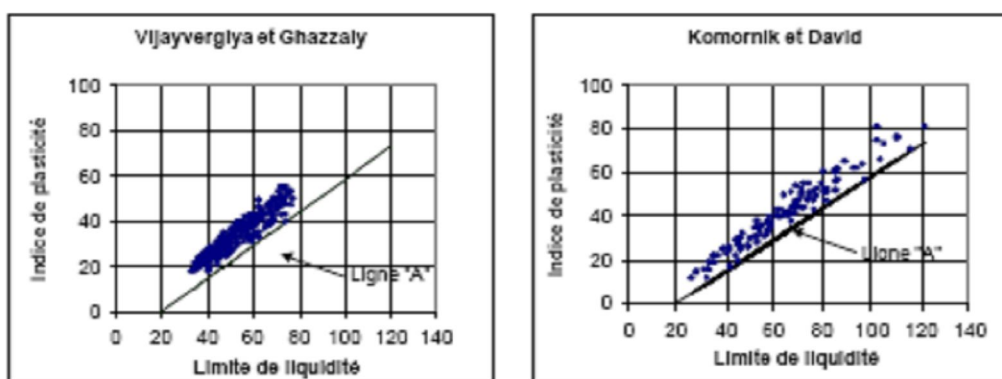 Vijayvergiya et Ghazzaly
Indice de plasticité
100
80
60
40
20
0
Ligne "A"
0 20 40 60 80 100 120 140
Limite de liquidité
Komornik et David
Indice de plasticité
100
80
60
40
20
0
Ligne "A"
0 20 40 60 80 100 120 140
Limite de liquidité